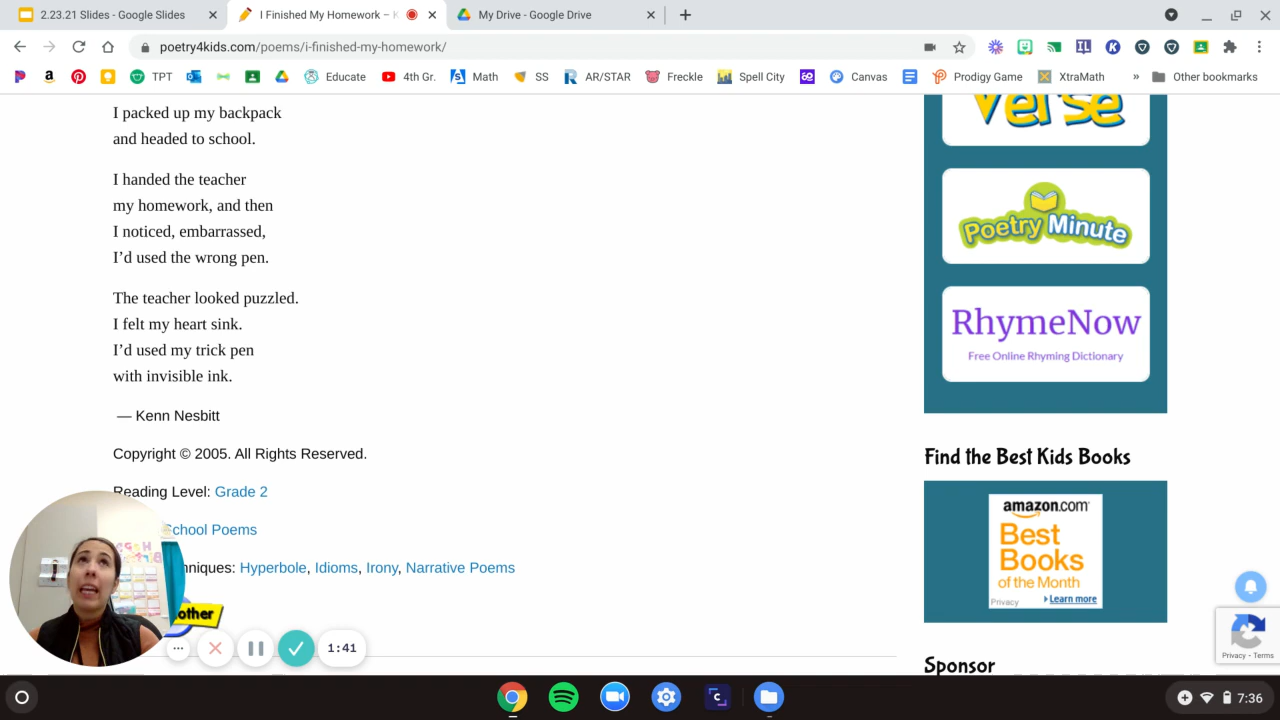 2.23.21 Slides - Google Slides
I Finished My Homework –
My Drive - Google Drive
poetry4kids.com/poems/i-finished-my-homework/
TPT
Educate
4th Gr.
Math
SS
AR/STAR
Freckle
Spell City
Canvas
Prodigy Game
XtraMath
»
Other bookmarks
I packed up my backpack
and headed to school.
I handed the teacher
my homework, and then
I noticed, embarrassed,
I'd used the wrong pen.
The teacher looked puzzled.
I felt my heart sink.
I'd used my trick pen
with invisible ink.
— Kenn Nesbitt
Copyright © 2005. All Rights Reserved.
Reading Level: Grade 2
School Poems
niques: Hyperbole, Idioms, Irony, Narrative Poems
other
1:41
Verse
Poetry Minute
RhymeNow
Free Online Rhyming Dictionary
Find the Best Kids Books
amazon.com
Best
Books
of the Month
Privacy
Learn more
Sponsor
Privacy - Terms
7:36